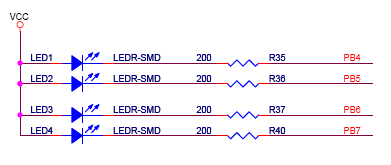 VCC
LED1 LEDR-SMD 200 R35 PB4
LED2 LEDR-SMD 200 R36 PB5
LED3 LEDR-SMD 200 R37 PB6
LED4 LEDR-SMD 200 R40 PB7